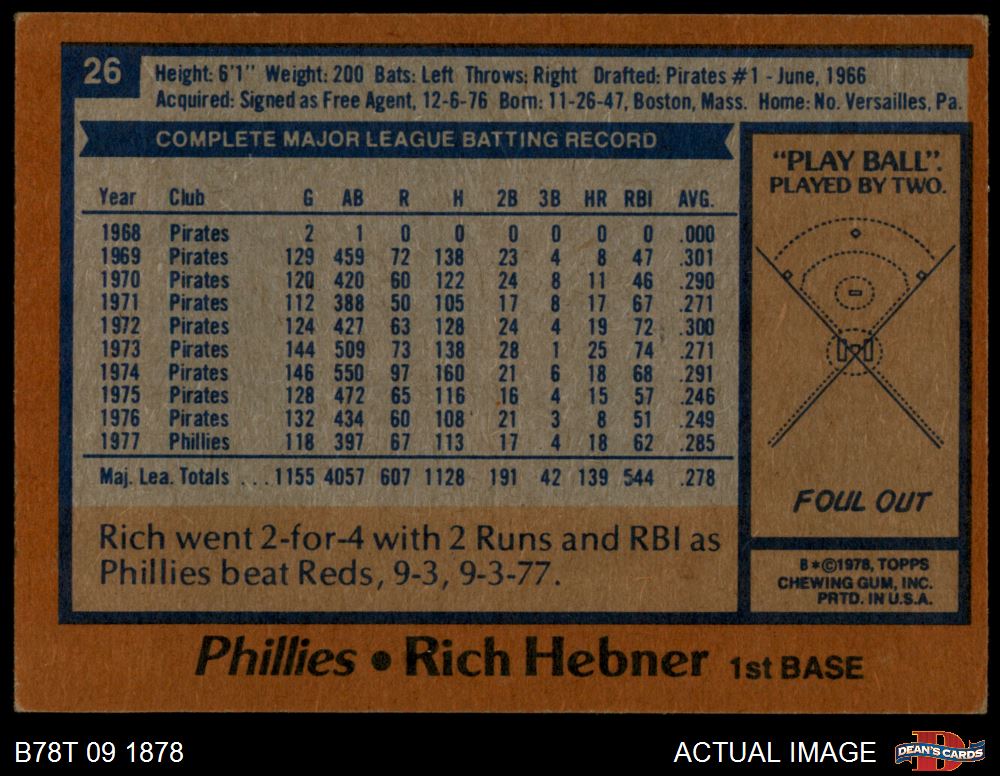 26
Height: 6'1" Weight: 200 Bats: Left Throws: Right Drafted: Pirates #1 - June, 1966
Acquired: Signed as Free Agent, 12-6-76 Born: 11-26-47, Boston, Mass. Home: No. Versailles, Pa.
COMPLETE MAJOR LEAGUE BATTING RECORD
Year Club G AB R H 2B 3B HR RBI AVG.
1968 Pirates 2 1 0 0 0 0 0 0 .000
1969 Pirates 129 459 72 138 23 4 8 47 .301
1970 Pirates 120 420 60 122 24 8 11 46 .290
1971 Pirates 112 388 50 105 17 8 17 67 .271
1972 Pirates 124 427 63 128 24 4 19 72 .300
1973 Pirates 144 509 73 138 28 1 25 74 .271
1974 Pirates 146 550 97 160 21 6 18 68 .291
1975 Pirates 128 472 65 116 16 4 15 57 .246
1976 Pirates 132 434 60 108 21 3 8 51 .249
1977 Phillies 118 397 67 113 17 4 18 62 .285
Maj. Lea. Totals ...1155 4057 607 1128 191 42 139 544 .278
Rich went 2-for-4 with 2 Runs and RBI as
Phillies beat Reds, 9-3, 9-3-77.
"PLAY BALL".
PLAYED BY TWO.
FOUL OUT
B*©1978, TOPPS
CHEWING GUM, INC.
PRTD. IN U.S.A.
Phillies • Rich Hebner 1st BASE
B78T 09 1878
ACTUAL IMAGE
DEAN'S CARDS